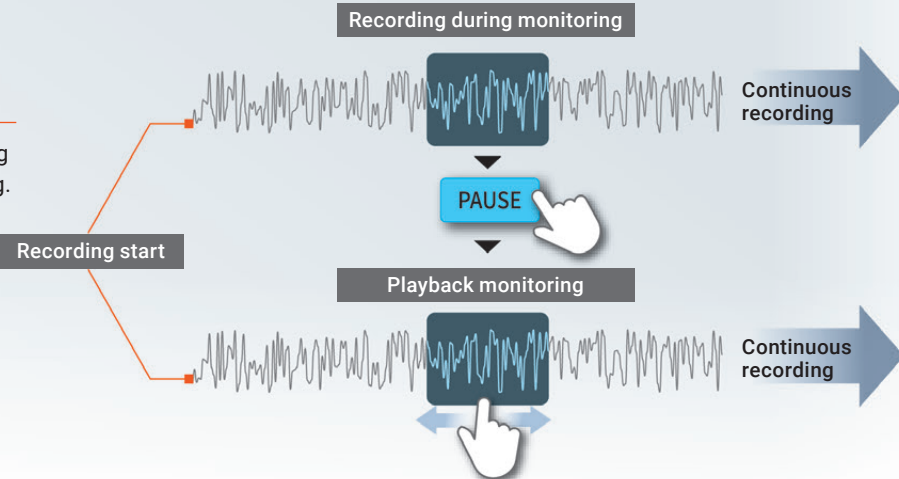 Recording during monitoring
Continuous
recording
g
g.
PAUSE
Recording start
Playback monitoring
Continuous
recording